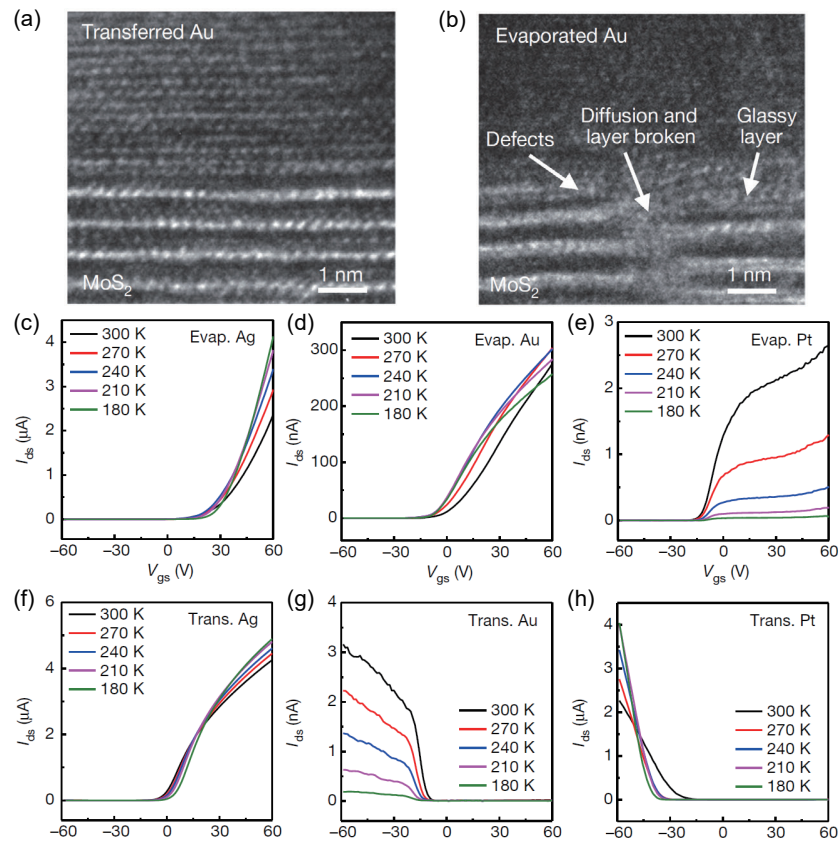 (a)
Transferred Au
MoS₂
1 nm
(b)
Evaporated Au
Defects
Diffusion and
layer broken
Glassy
layer
MoS₂
1 nm
(c)
Evap. Ag
300 K
270 K
240 K
210 K
180 K
4
3
2
1
0
Ids (μA)
−60 −30 0 30 60
Vgs (V)
(d)
Evap. Au
300 K
270 K
240 K
210 K
180 K
300
200
100
0
Ids (nA)
−60 −30 0 30 60
Vgs (V)
(e)
Evap. Pt
300 K
270 K
240 K
210 K
180 K
3
2
1
0
Ids (nA)
−60 −30 0 30 60
Vgs (V)
(f)
Trans. Ag
300 K
270 K
240 K
210 K
180 K
6
4
2
0
Ids (μA)
−60 −30 0 30 60
(g)
Trans. Au
300 K
270 K
240 K
210 K
180 K
4
3
2
1
0
Ids (nA)
−60 −30 0 30 60
(h)
Trans. Pt
300 K
270 K
240 K
210 K
180 K
4
3
2
1
0
Ids (μA)
−60 −30 0 30 60